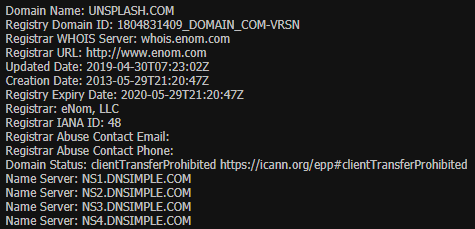 Domain Name: UNSPLASH.COM
Registry Domain ID: 1804831409_DOMAIN_COM-VRSN
Registrar WHOIS Server: whois.enom.com
Registrar URL: http://www.enom.com
Updated Date: 2019-04-30T07:23:02Z
Creation Date: 2013-05-29T21:20:47Z
Registry Expiry Date: 2020-05-29T21:20:47Z
Registrar: eNom, LLC
Registrar IANA ID: 48
Registrar Abuse Contact Email:
Registrar Abuse Contact Phone:
Domain Status: clientTransferProhibited https://icann.org/epp#clientTransferProhibited
Name Server: NS1.DNSIMPLE.COM
Name Server: NS2.DNSIMPLE.COM
Name Server: NS3.DNSIMPLE.COM
Name Server: NS4.DNSIMPLE.COM